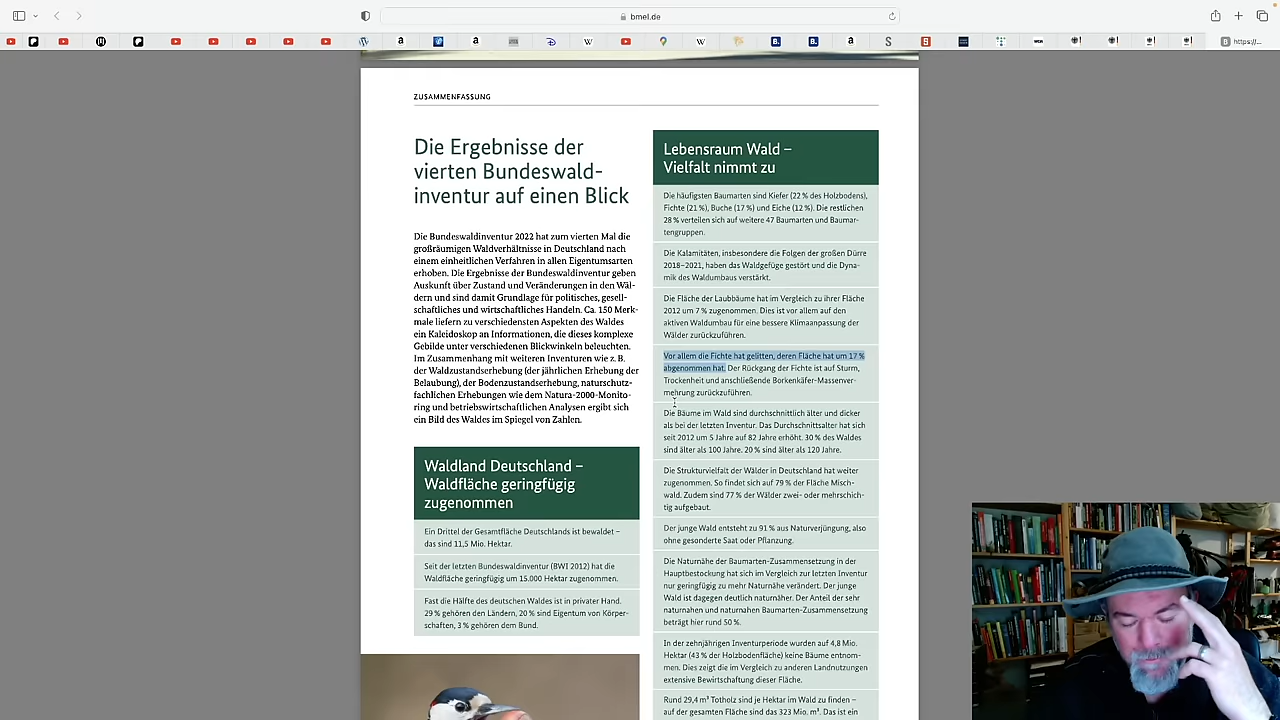 bmel.de
https://...
ZUSAMMENFASSUNG
Die Ergebnisse der
vierten Bundeswald-
inventur auf einen Blick
Die Bundeswaldinventur 2022 hat zum vierten Mal die
großräumigen Waldverhältnisse in Deutschland nach
einem einheitlichen Verfahren in allen Eigentumsarten
erhoben. Die Ergebnisse der Bundeswaldinventur geben
Auskunft über Zustand und Veränderungen in den Wäl-
dern und sind damit Grundlage für politisches, gesell-
schaftliches und wirtschaftliches Handeln. Ca. 150 Merk-
male liefern zu verschiedensten Aspekten des Waldes
ein Kaleidoskop an Informationen, die dieses komplexe
Gebilde unter verschiedenen Blickwinkeln beleuchten.
Im Zusammenhang mit weiteren Inventuren wie z. B.
der Waldzustandserhebung (der jährlichen Erhebung der
Belaubung), der Bodenzustandserhebung, naturschutz-
fachlichen Erhebungen wie dem Natura-2000-Monito-
ring und betriebswirtschaftlichen Analysen ergibt sich
ein Bild des Waldes im Spiegel von Zahlen.
Waldland Deutschland –
Waldfläche geringfügig
zugenommen
Ein Drittel der Gesamtfläche Deutschlands ist bewaldet –
das sind 11,5 Mio. Hektar.
Seit der letzten Bundeswaldinventur (BWI 2012) hat die
Waldfläche geringfügig um 15.000 Hektar zugenommen.
Fast die Hälfte des deutschen Waldes ist in privater Hand.
29 % gehören den Ländern, 20 % sind Eigentum von Körper-
schaften, 3 % gehören dem Bund.
Lebensraum Wald –
Vielfalt nimmt zu
Die häufigsten Baumarten sind Kiefer (22 % des Holzbodens),
Fichte (21 %), Buche (17 %) und Eiche (12 %). Die restlichen
28 % verteilen sich auf weitere 47 Baumarten und Baumar-
tengruppen.
Die Kalamitäten, insbesondere die Folgen der großen Dürre
2018–2021, haben das Waldgefüge gestört und die Dyna-
mik des Waldumbaus verstärkt.
Die Fläche der Laubbäume hat im Vergleich zu ihrer Fläche
2012 um 7 % zugenommen. Dies ist vor allem auf den
aktiven Waldumbau für eine bessere Klimaanpassung der
Wälder zurückzuführen.
Vor allem die Fichte hat gelitten, deren Fläche hat um 17 %
abgenommen hat. Der Rückgang der Fichte ist auf Sturm,
Trockenheit und anschließende Borkenkäfer-Massenver-
mehrung zurückzuführen.
Die Bäume im Wald sind durchschnittlich älter und dicker
als bei der letzten Inventur. Das Durchschnittsalter hat sich
seit 2012 um 5 Jahre auf 82 Jahre erhöht. 30 % des Waldes
sind älter als 100 Jahre. 20 % sind älter als 120 Jahre.
Die Strukturvielfalt der Wälder in Deutschland hat weiter
zugenommen. So findet sich auf 79 % der Fläche Misch-
wald. Zudem sind 77 % der Wälder zwei- oder mehrschich-
tig aufgebaut.
Der junge Wald entsteht zu 91 % aus Naturverjüngung, also
ohne gesonderte Saat oder Pflanzung.
Die Naturnähe der Baumarten-Zusammensetzung in der
Hauptbestockung hat sich im Vergleich zur letzten Inventur
nur geringfügig zu mehr Naturnähe verändert. Der junge
Wald ist dagegen deutlich naturnäher. Der Anteil der sehr
naturnahen und naturnahen Baumarten-Zusammensetzung
beträgt hier rund 50 %.
In der zehnjährigen Inventurperiode wurden auf 4,8 Mio.
Hektar (43 % der Holzbodenfläche) keine Bäume entnom-
men. Dies zeigt die im Vergleich zu anderen Landnutzungen
extensive Bewirtschaftung dieser Fläche.
Rund 29,4 m³ Totholz sind je Hektar im Wald zu finden –
auf der gesamten Fläche sind das 323 Mio. m³. Das ist ein